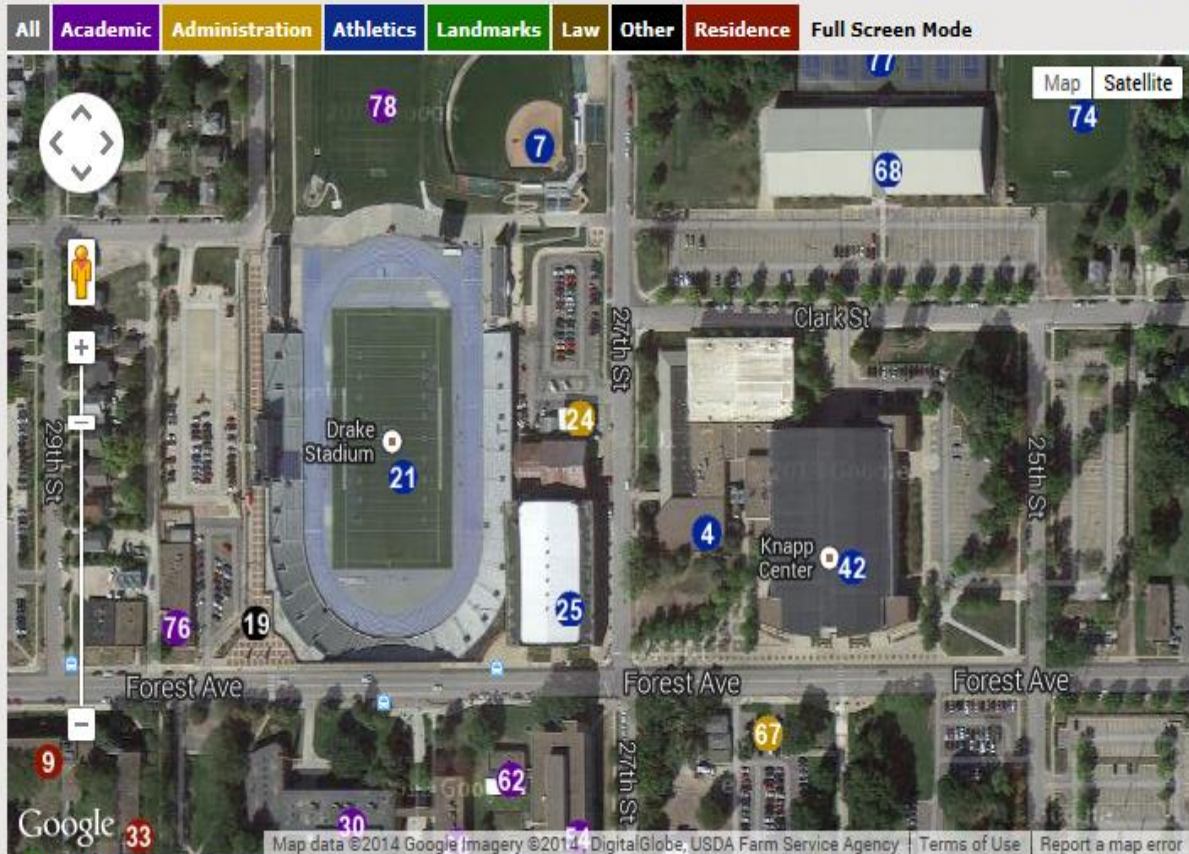 All Academic Administration Athletics Landmarks Law Other Residence Full Screen Mode
77
Map Satellite
78
74
7
68
Clark St
27th St
24
29th St
Drake
Stadium
21
25th St
4
Knapp
Center
42
25
76
19
Forest Ave
Forest Ave
Forest Ave
67
9
62
Google
33
30
54
Map data ©2014 Google Imagery ©2014, DigitalGlobe, USDA Farm Service Agency Terms of Use Report a map error
27th St